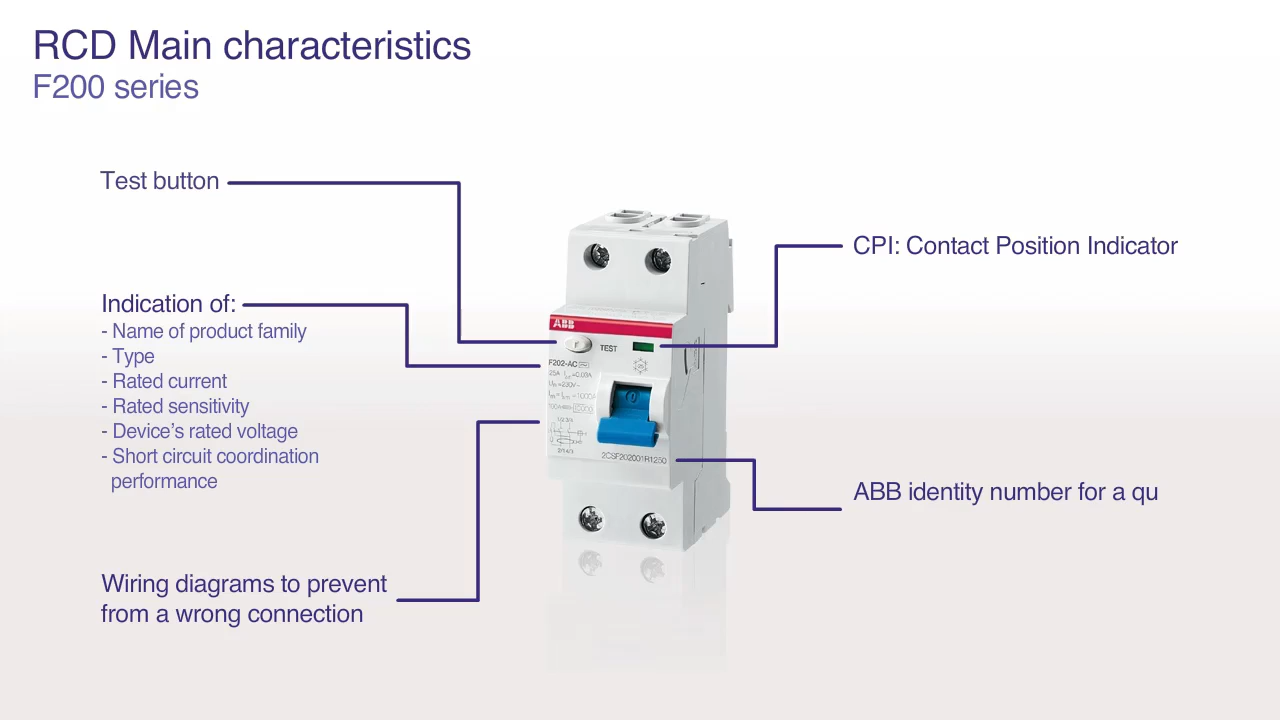 RCD Main characteristics
F200 series
Test button
CPI: Contact Position Indicator
Indication of:
- Name of product family
- Type
- Rated current
- Rated sensitivity
- Device's rated voltage
- Short circuit coordination
performance
Wiring diagrams to prevent
from a wrong connection
ABB identity number for a qu
ABB
TEST
F202-AC
2CSF202001R1250